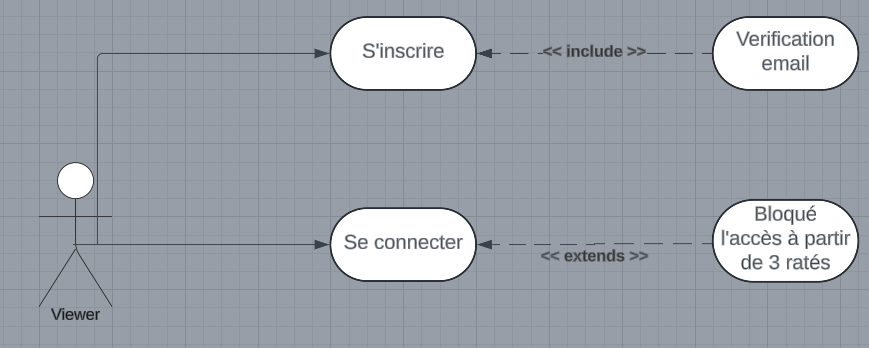 S'inscrire
<< include >>
Verification
email
Se connecter
<< extends >>
Bloqué
l'accès à partir
de 3 ratés
Viewer